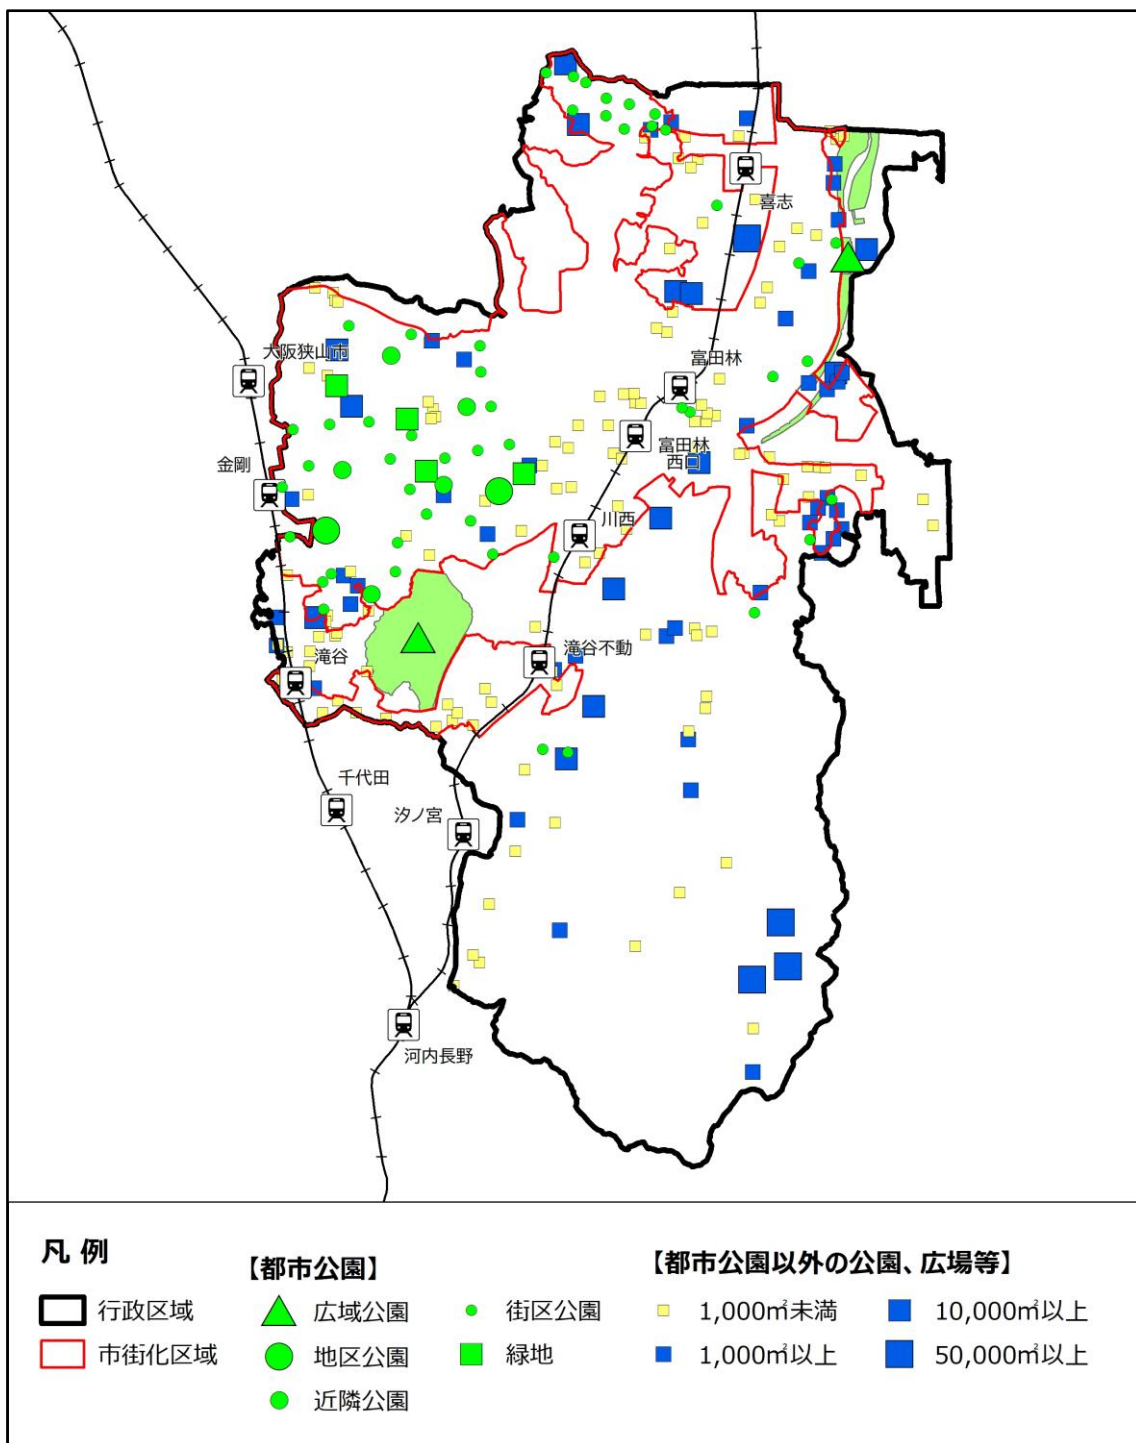 喜志
大阪狭山市
富田林
金剛
富田林
西口
川西
滝谷
滝谷不動
千代田
汐ノ宮
河内長野
凡 例
行政区域
市街化区域
【都市公園】
広域公園
地区公園
近隣公園
街区公園
緑地
【都市公園以外の公園、広場等】
1,000㎡未満
1,000㎡以上
10,000㎡以上
50,000㎡以上